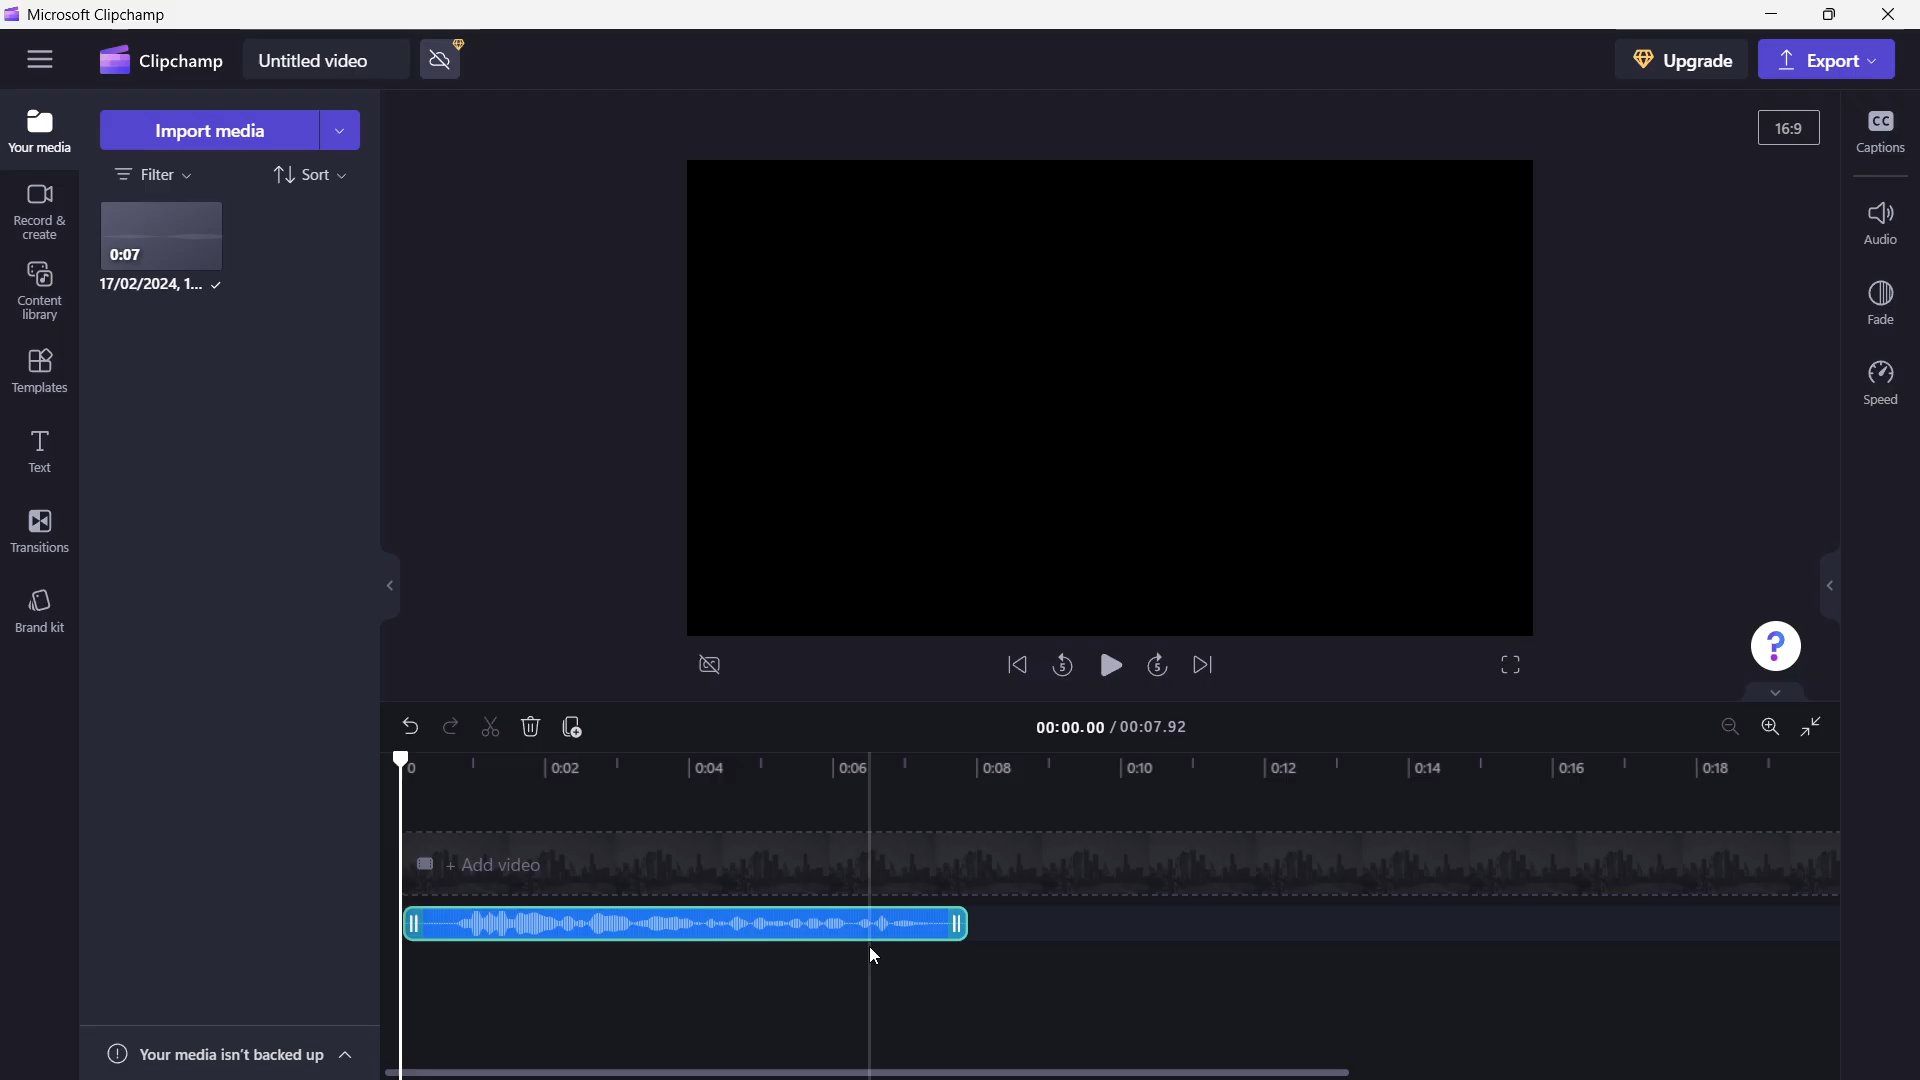 Microsoft Clipchamp
Clipchamp
Untitled video
Upgrade
Export
Your media
Record &
create
Content
library
Templates
Text
Transitions
Brand kit
Import media
Filter
Sort
0:07
17/02/2024, 1...
Your media isn't backed up
16:9
CC
Captions
Audio
Fade
Speed
5
5
?
00:00.00 / 00:07.92
0
0:02
0:04
0:06
0:08
0:10
0:12
0:14
0:16
0:18
+ Add video